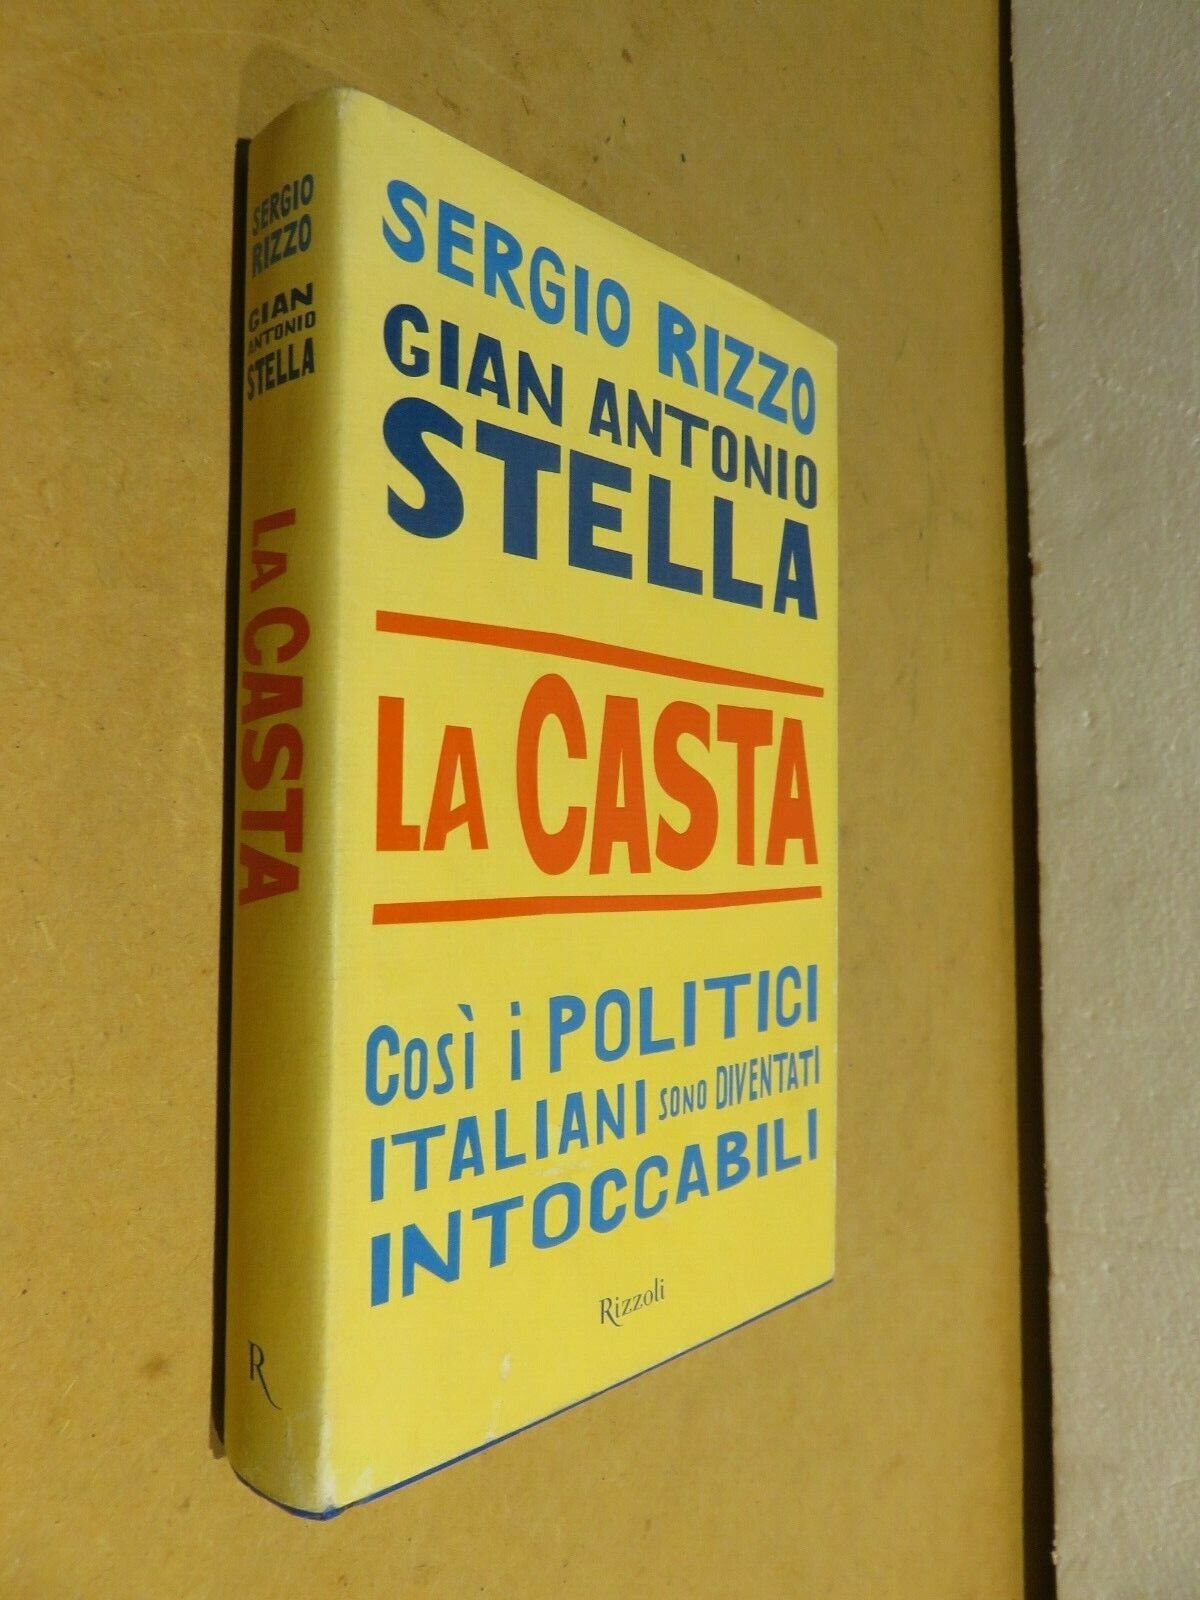 SERGIO
RIZZO
GIAN
ANTONIO
STELLA
LA CASTA
R
SERGIO RIZZO
GIAN ANTONIO
STELLA
LA CASTA
Così i POLITICI
ITALIANI SONO DIVENTATI
INTOCCABILI
Rizzoli